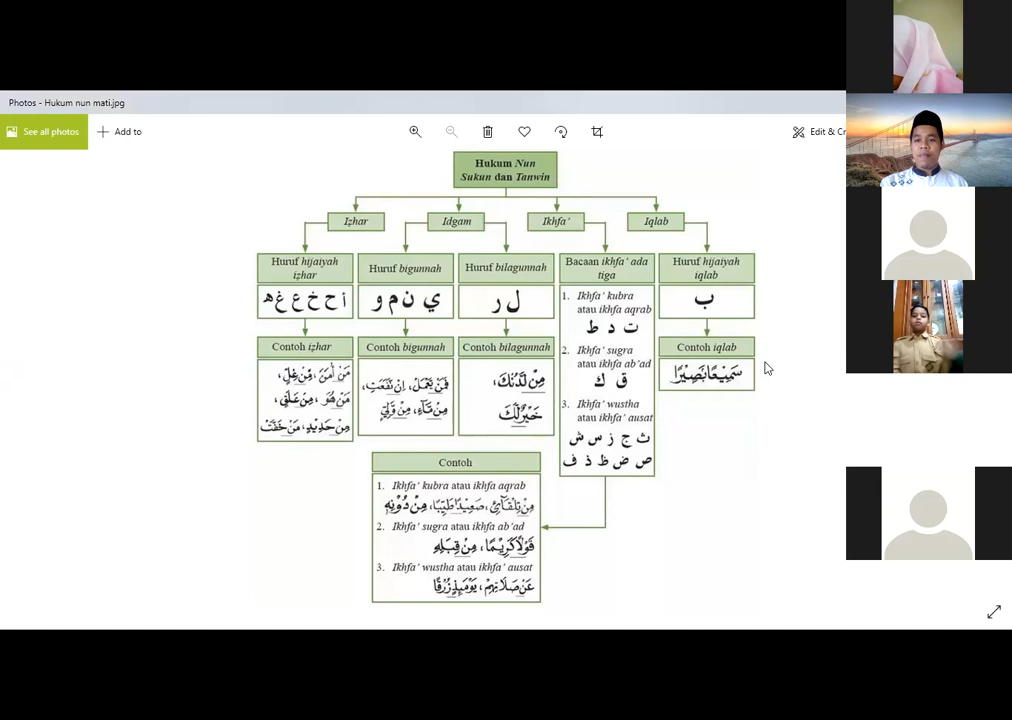 Photos - Hukum nun mati.jpg
See all photos
Add to
Edit & Cr
Hukum Nun
Sukun dan Tanwin
Izhar
Idgam
Ikhfa’
Iqlab
Huruf hijaiyah
izhar
أ ح خ ع غ ھ
Contoh izhar
مَنْ اٰمَنَ، مِنْ غِلٍّ،
مَنْ هُوَ، مِنْ عَلَقٍ،
مِنْ حَدِيْدٍ، مَنْ خَفَّتْ
Huruf bigunnah
ي ن م و
Contoh bigunnah
فَمَنْ يَعْمَلْ، اِنْ نَفَعَتِ،
مِنْ مَّآءٍ، مِنْ وَّلِيٍّ
Huruf bilagunnah
ل ر
Contoh bilagunnah
مِنْ لَّدُنْكَ،
خَيْرٌ لَّكَ
Bacaan ikhfa’ ada
tiga
1. Ikhfa’ kubra
atau ikhfa aqrab
ت د ط
2. Ikhfa’ sugra
atau ikhfa ab’ad
ق ك
3. Ikhfa’ wustha
atau ikhfa’ ausat
ث ج ز س ش
ص ض ظ ذ ف
Huruf hijaiyah
iqlab
ب
Contoh iqlab
سَمِيْعًا بَصِيْرًا
Contoh
1. Ikhfa’ kubra atau ikhfa aqrab
مِنْ تِلْقَآئِ، صَعِيْدًا طَيِّبًا، مِنْ دُوْنِهٖ
2. Ikhfa’ sugra atau ikhfa ab’ad
قَوْلًا كَرِيْمًا، مِنْ قَبْلِهِ
3. Ikhfa’ wustha atau ikhfa’ ausat
عَنْ صَلَاتِهِمْ، يَوْمَئِذٍ زُرْقًا